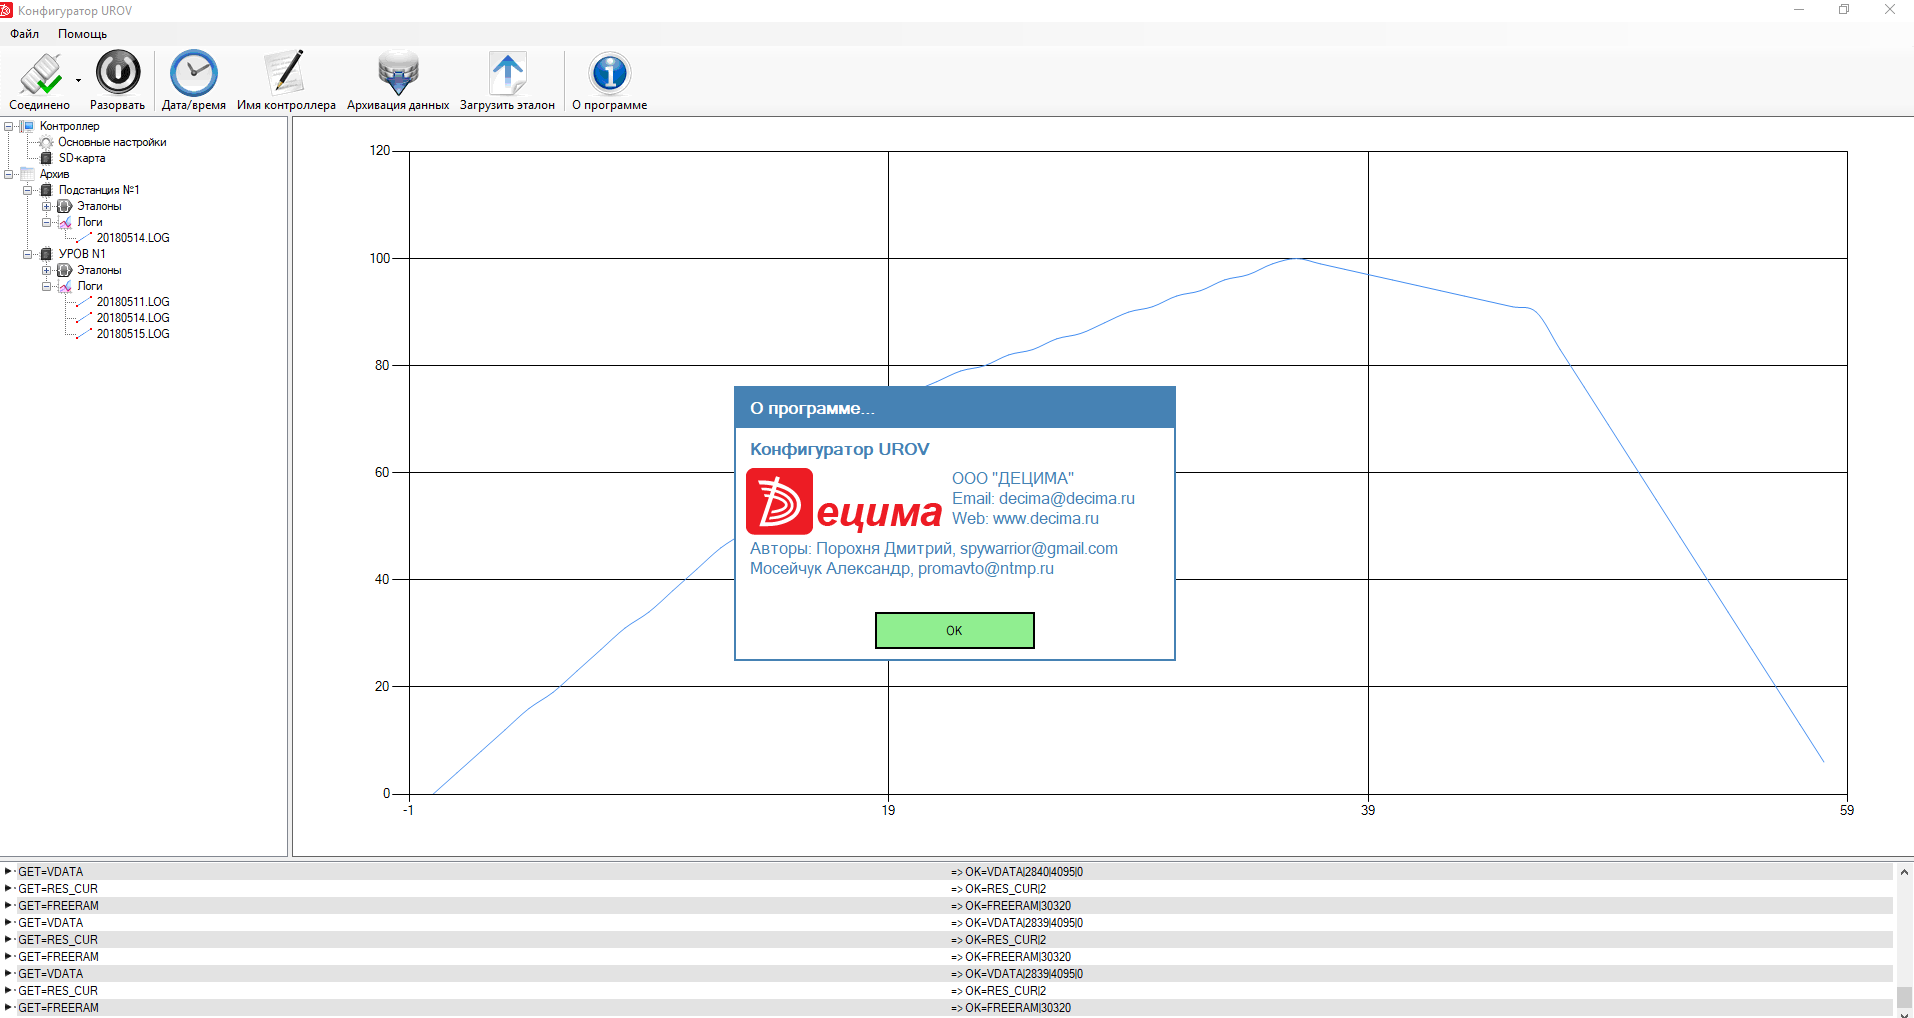 Конфигуратор UROV
Файл Помощь
Соединено Разорвать Дата/время Имя контроллера Архивация данных Загрузить эталон О программе
Контроллер
Основные настройки
SD-карта
Архив
Подстанция №1
Эталоны
Логи
20180514.LOG
УРОВ N1
Эталоны
Логи
20180511.LOG
20180514.LOG
20180515.LOG
120
100
80
60
40
20
0
-1 19 39 59
О программе...
Конфигуратор UROV
Децима
ООО "ДЕЦИМА"
Email: decima@decima.ru
Web: www.decima.ru
Авторы: Порохня Дмитрий, spywarrior@gmail.com
Мосейчук Александр, promavto@ntmp.ru
OK
GET=VDATA => OK=VDATA|2840|4095|0
GET=RES_CUR => OK=RES_CUR|2
GET=FREERAM => OK=FREERAM|30320
GET=VDATA => OK=VDATA|2839|4095|0
GET=RES_CUR => OK=RES_CUR|2
GET=FREERAM => OK=FREERAM|30320
GET=VDATA => OK=VDATA|2839|4095|0
GET=RES_CUR => OK=RES_CUR|2
GET=FREERAM => OK=FREERAM|30320